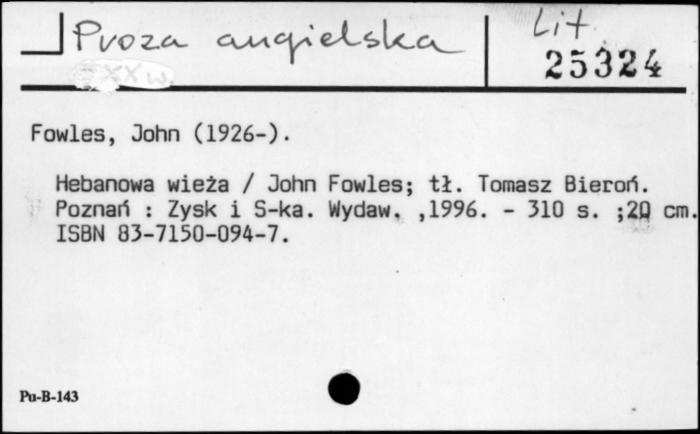 Proza angielska
XX w
Lit.
25324
Fowles, John (1926-).
Hebanowa wieża / John Fowles; tł. Tomasz Bieroń.
Poznań : Zysk i S-ka. Wydaw. ,1996. - 310 s. ;20 cm.
ISBN 83-7150-094-7.
Pu-B-143